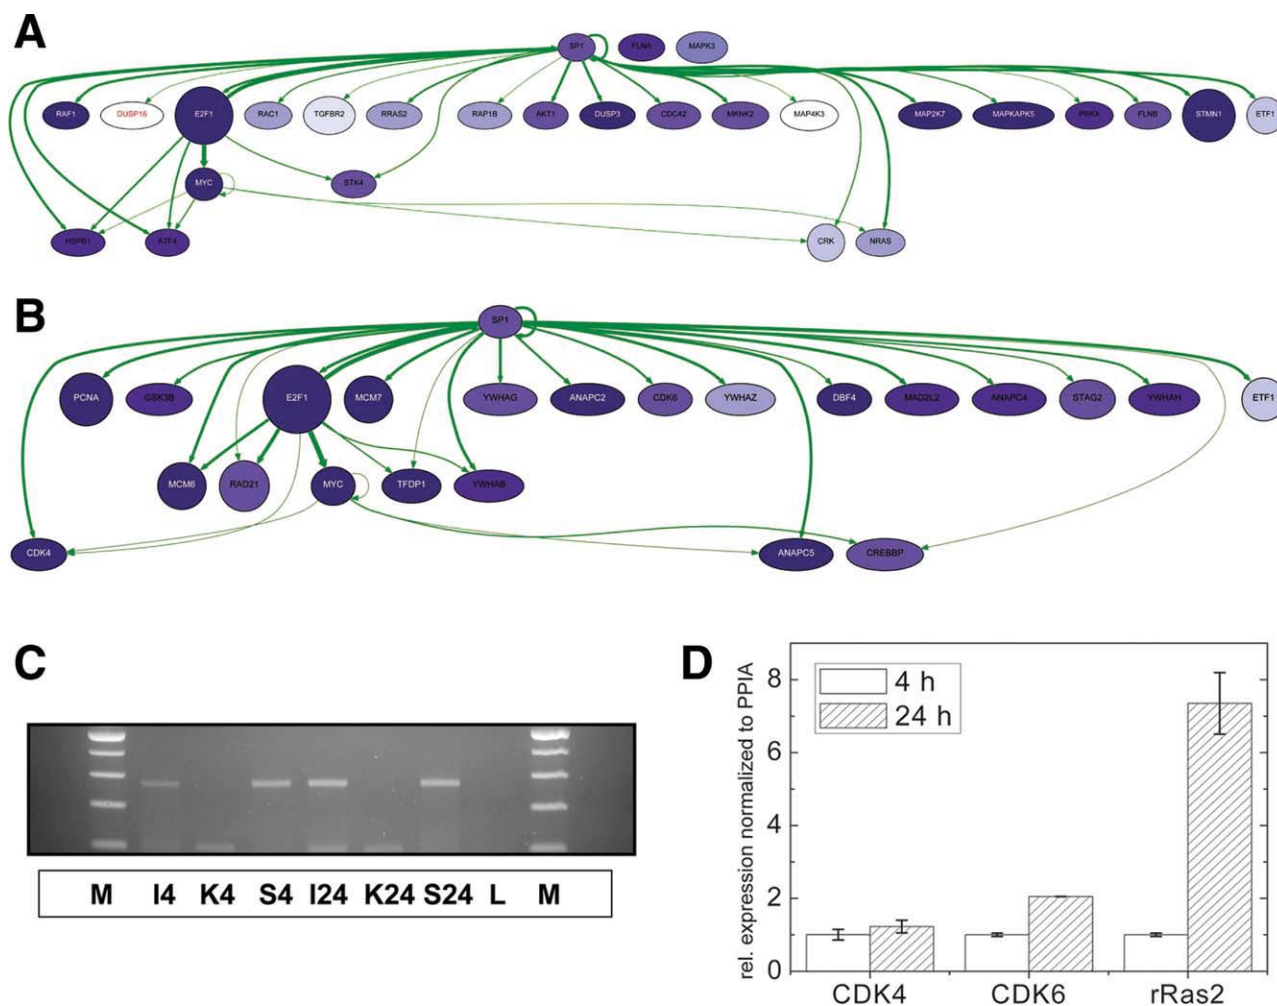 A
SP1 FLNA MAPK3
RAF1 DUSP16 E2F1 RAC1 TGFBR2 RRAS2 RAP1B AKT1 DUSP3 CDC42 MKNK2 MAP4K3 MAP2K7 MAPKAPK5 PRKX FLNB STMN1 ETF1
MYC STK4
HSPB1 ATF4 CRK NRAS
B
SP1
PCNA GSK3B E2F1 MCM7 YWHAG ANAPC2 CDK6 YWHAZ DBF4 MAD2L2 ANAPC4 STAG2 YWHAH ETF1
MCM6 RAD21 MYC TFDP1 YWHAB
CDK4 ANAPC5 CREBBP
C
M I4 K4 S4 I24 K24 S24 L M
D
rel. expression normalized to PPIA
8
6
4
2
0
4 h
24 h
CDK4 CDK6 rRas2